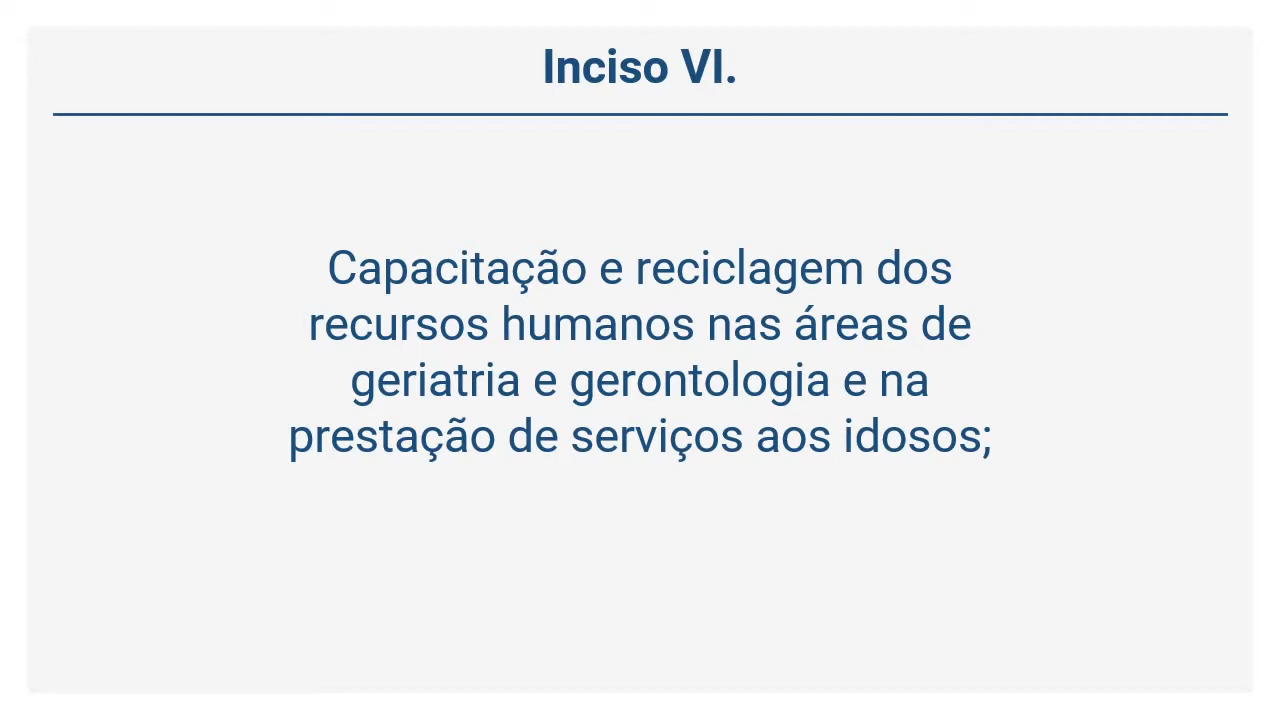 Inciso VI.
Capacitação e reciclagem dos
recursos humanos nas áreas de
geriatria e gerontologia e na
prestação de serviços aos idosos;